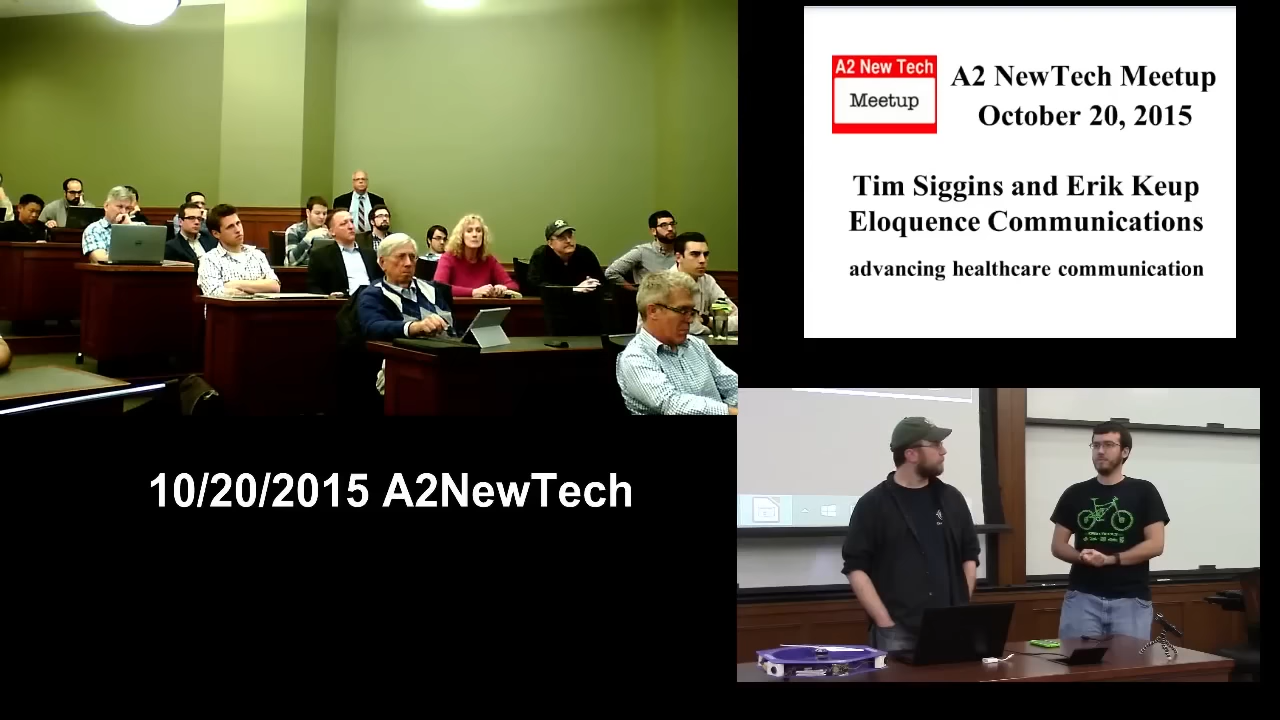 A2 New Tech
Meetup
A2 NewTech Meetup
October 20, 2015
Tim Siggins and Erik Keup
Eloquence Communications
advancing healthcare communication
10/20/2015 A2NewTech